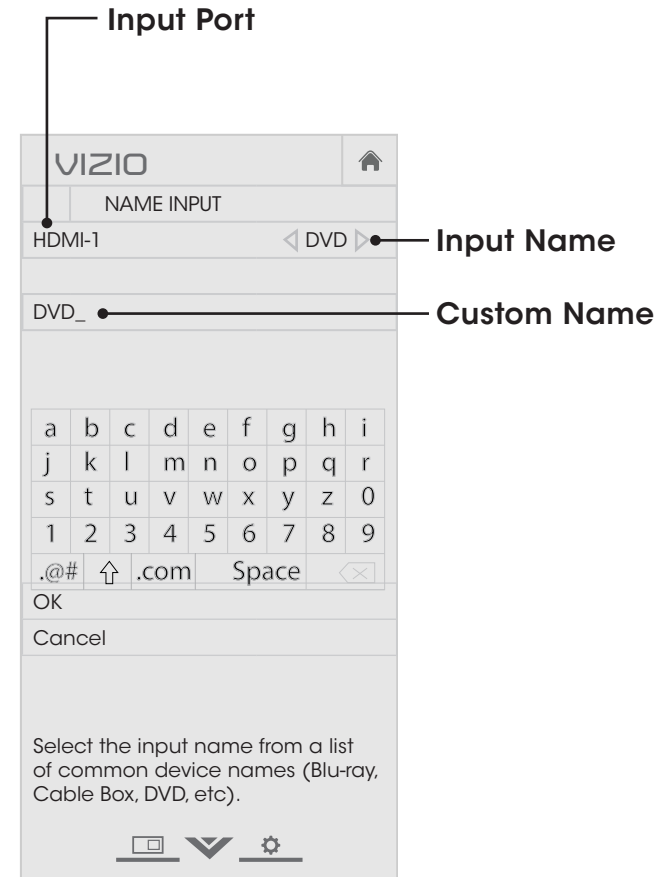 Input Port
VIZIO
NAME INPUT
HDMI-1 DVD
Input Name
DVD_
Custom Name
a b c d e f g h i
j k l m n o p q r
s t u v w x y z 0
1 2 3 4 5 6 7 8 9
.@# .com Space
OK
Cancel
Select the input name from a list
of common device names (Blu-ray,
Cable Box, DVD, etc).